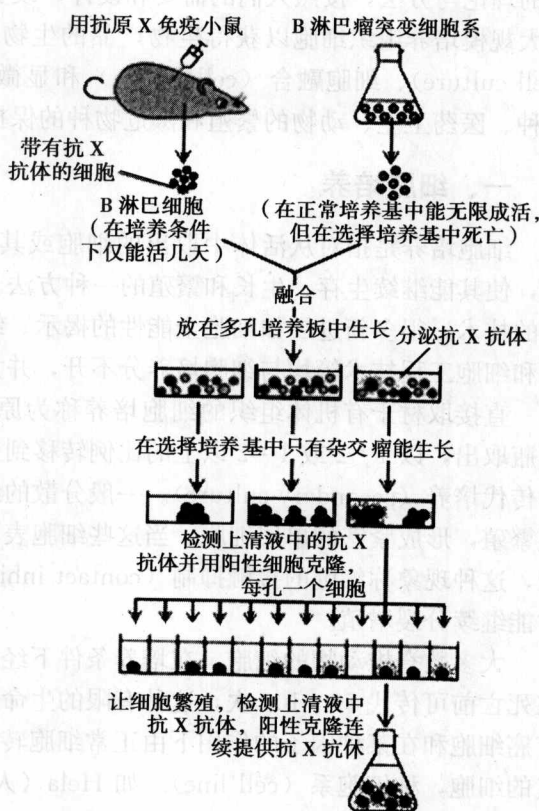 用抗原X免疫小鼠
B淋巴瘤突变细胞系
带有抗X
抗体的细胞
B淋巴细胞
(在培养条件
下仅能活几天)
(在正常培养基中能无限成活,
但在选择培养基中死亡)
融合
放在多孔培养板中生长
分泌抗X抗体
在选择培养基中只有杂交瘤能生长
检测上清液中的抗X
抗体并用阳性细胞克隆,
每孔一个细胞
让细胞繁殖,检测上清液中
抗X抗体,阳性克隆连
续提供抗X抗体